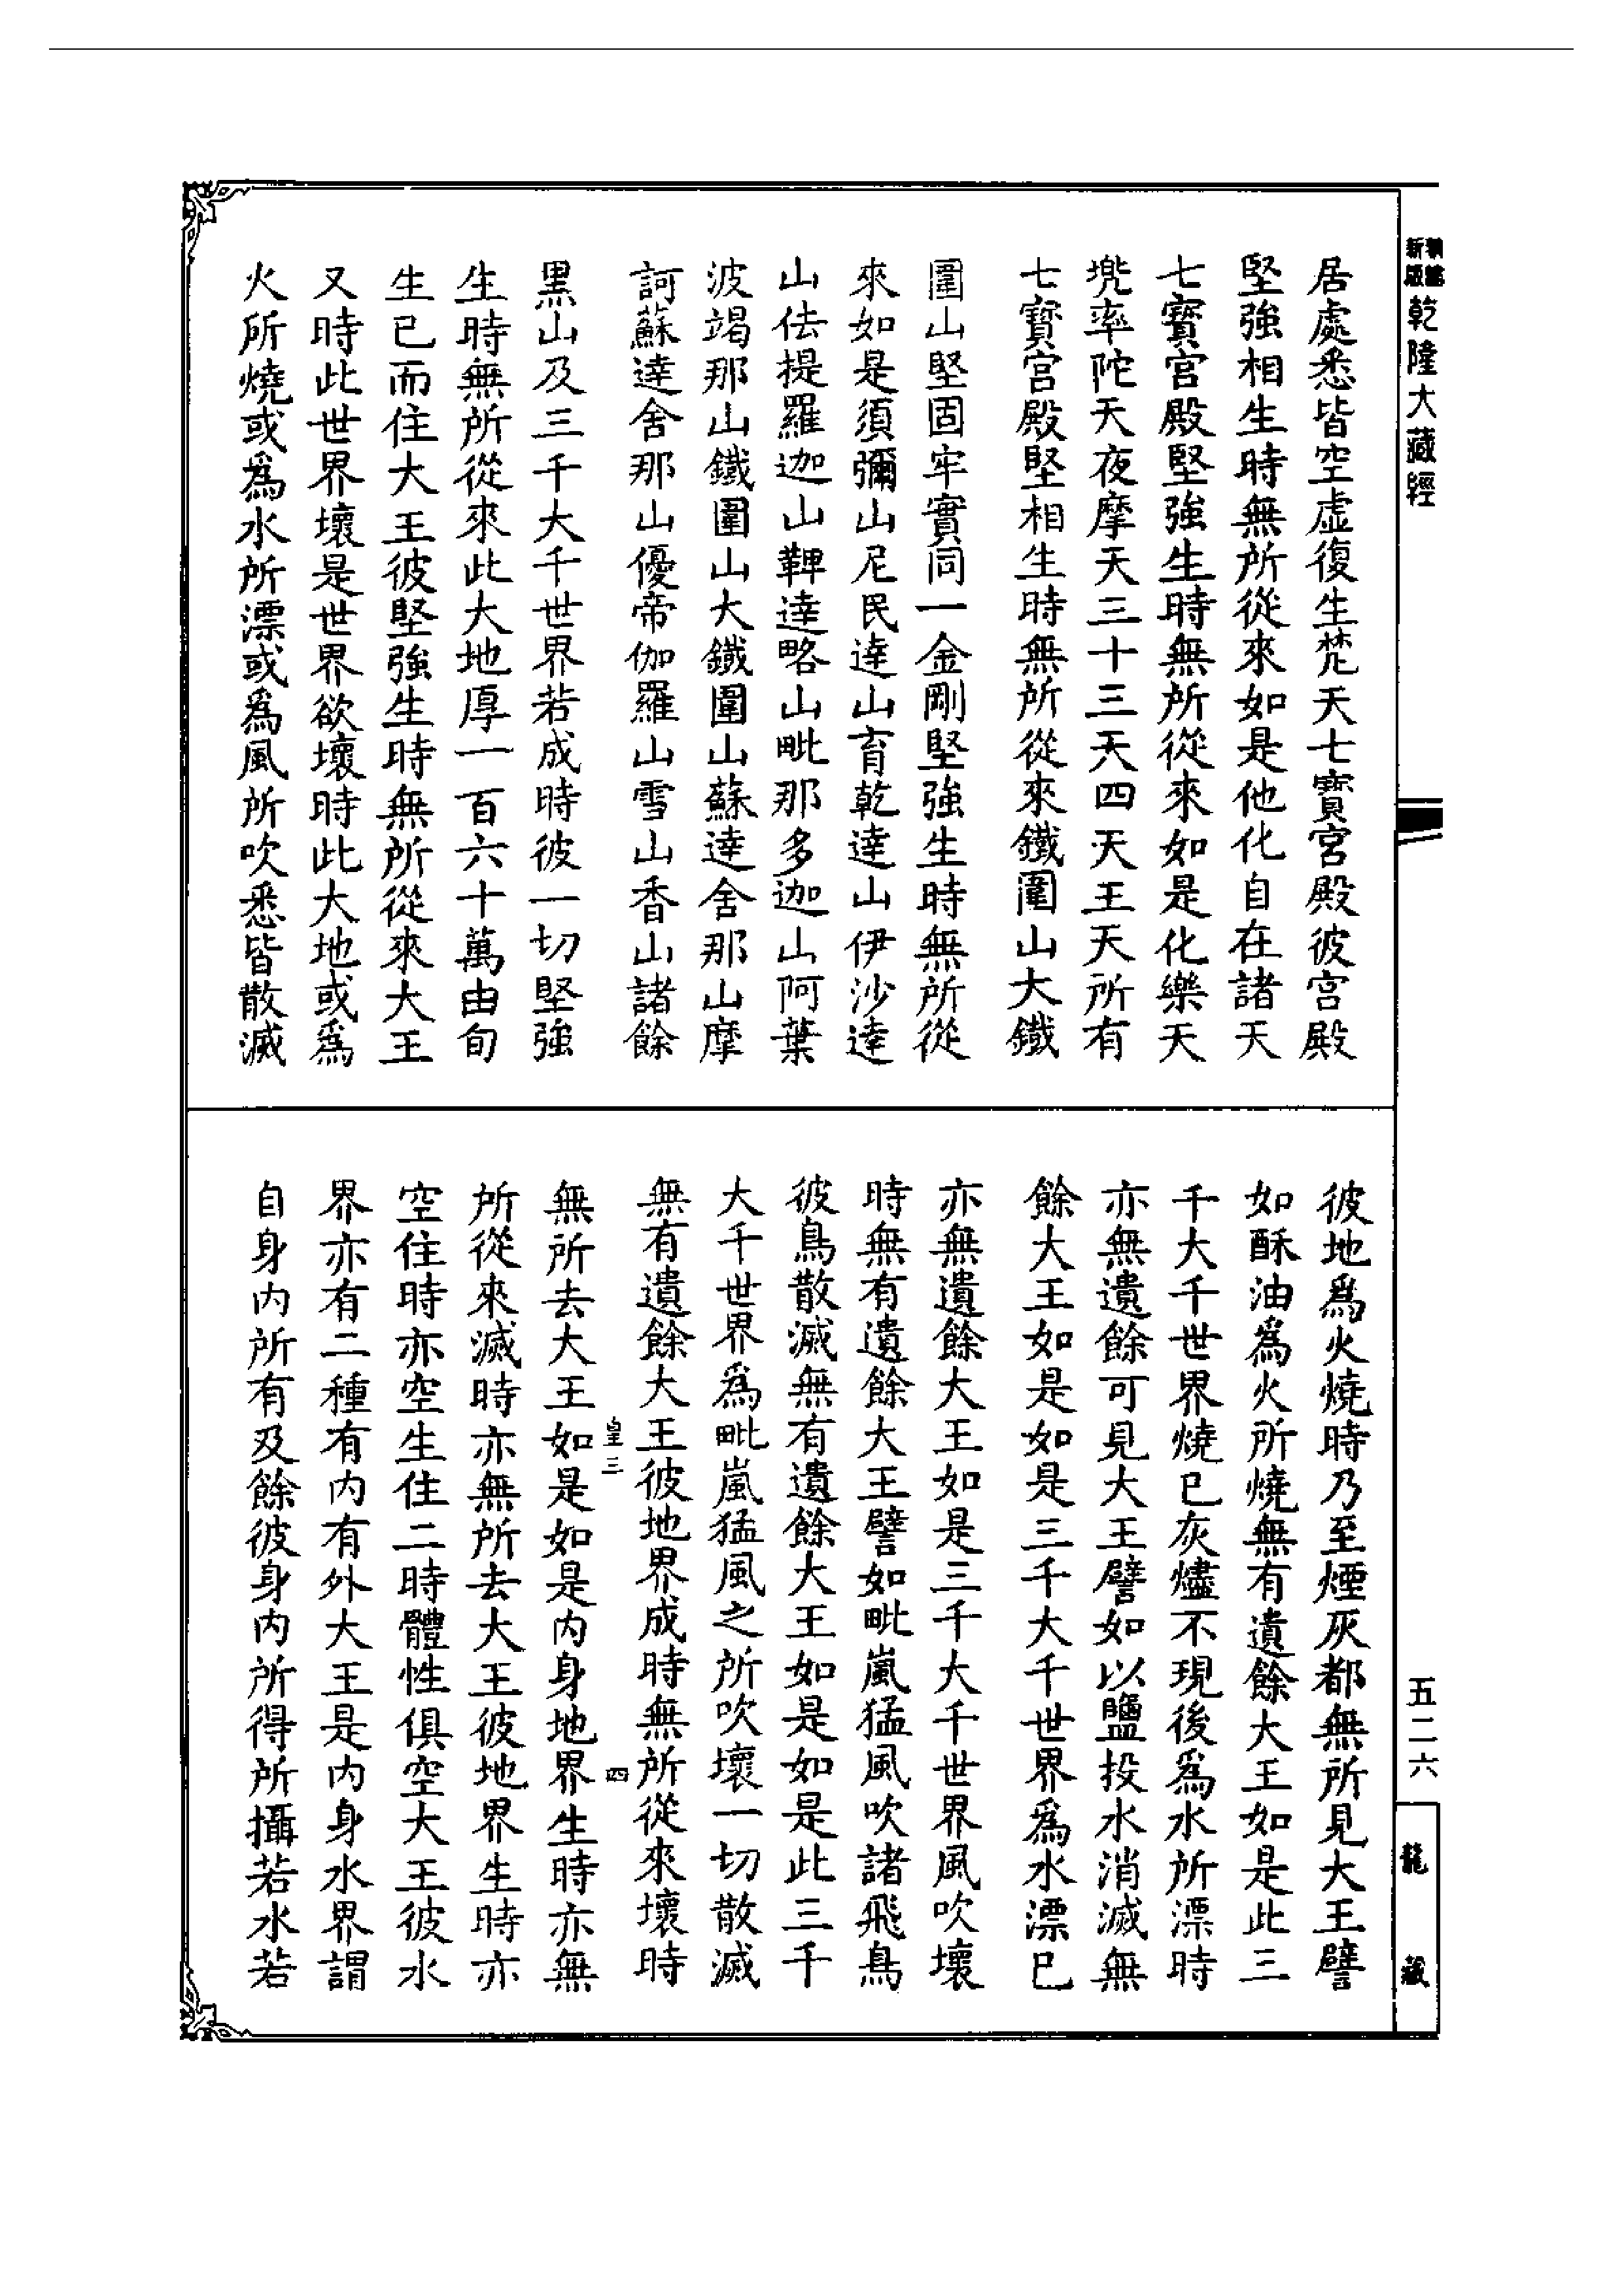 新版
乾隆大藏經
居處悉皆空虛復生梵天七寶宮殿彼宮殿
堅強相生時無所從來如是他化自在諸天
七寶宮殿堅強生時無所從來如是化樂天
兠率陀天夜摩天三十三天四天王天所有
七寶宮殿堅相生時無所從來鐵圍山大鐵
圍山堅固牢實同一金剛堅強生時無所從
來如是須彌山尼民達山育乾達山伊沙達
山佉提羅迦山鞞達略山毗那多迦山阿葉
波竭那山鐵圍山大鐵圍山蘇達舍那山摩
訶蘇達舍那山優帝伽羅山雪山香山諸餘
黑山及三千大千世界若成時彼一切堅強
生時無所從來此大地厚一百六十萬由旬
生已而住大王彼堅強生時無所從來大王
又時此世界壞是世界欲壞時此大地或爲
火所燒或爲水所漂或爲風所吹悉皆散滅
彼地爲火燒時乃至煙灰都無所見大王譬
如酥油爲火所燒無有遺餘大王如是此三
千大千世界燒已灰燼不現後爲水所漂時
亦無遺餘可見大王譬如以鹽投水消滅無
餘大王如是如是三千大千世界爲水漂已
亦無遺餘大王如是三千大千世界風吹壞
時無有遺餘大王譬如毗嵐猛風吹諸飛鳥
彼鳥散滅無有遺餘大王如是如是此三千
大千世界爲毗嵐猛風之所吹壞一切散滅
無有遺餘大王彼地界成時無所從來壞時
皇三
四
無所去大王如是如是内身地界生時亦無
所從來滅時亦無所去大王彼地界生時亦
空住時亦空生住二時體性俱空大王彼水
界亦有二種有内有外大王是内身水界謂
自身内所有及餘彼身内所得所攝若水若
五二六
龍藏